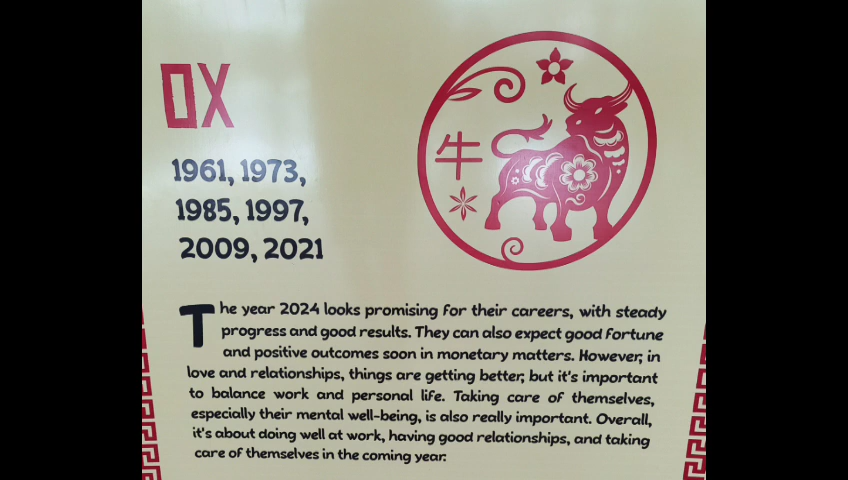 OX
牛
1961, 1973,
1985, 1997,
2009, 2021
The year 2024 looks promising for their careers, with steady
progress and good results. They can also expect good fortune
and positive outcomes soon in monetary matters. However, in
love and relationships, things are getting better, but it's important
to balance work and personal life. Taking care of themselves,
especially their mental well-being, is also really important. Overall,
it's about doing well at work, having good relationships, and taking
care of themselves in the coming year.